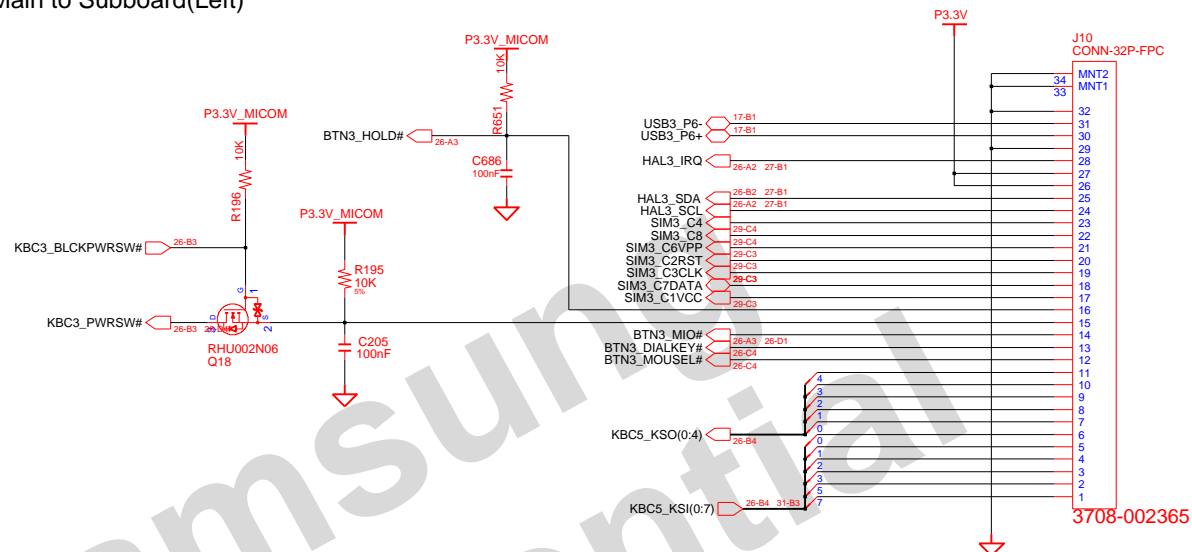 Main to Subboard(Left)
P3.3V
J10
CONN-32P-FPC
P3.3V_MICOM
10K
R651
BTN3_HOLD#
26-A3
C686
100nF
P3.3V_MICOM
10K
R196
KBC3_BLCKPWRSW#
26-B3
P3.3V_MICOM
R195
10K
5%
KBC3_PWRSW#
26-B3
G
1
D
3
S
2
RHU002N06
Q18
C205
100nF
USB3_P6-
17-B1
USB3_P6+
17-B1
HAL3_IRQ
26-A2 27-B1
HAL3_SDA
26-B2 27-B1
HAL3_SCL
26-A2 27-B1
SIM3_C4
29-C4
SIM3_C8
29-C4
SIM3_C6VPP
29-C4
SIM3_C2RST
29-C3
SIM3_C3CLK
29-C3
SIM3_C7DATA
29-C3
SIM3_C1VCC
29-C3
BTN3_MIO#
26-A3 26-D1
BTN3_DIALKEY#
26-C4
BTN3_MOUSEL#
26-C4
KBC5_KSO(0:4)
26-B4
4
3
2
1
0
KBC5_KSI(0:7)
26-B4 31-B3
0
1
2
3
5
7
MNT2
34
MNT1
33
32
31
30
29
28
27
26
25
24
23
22
21
20
19
18
17
16
15
14
13
12
11
10
9
8
7
6
5
4
3
2
1
3708-002365
amsung
ential